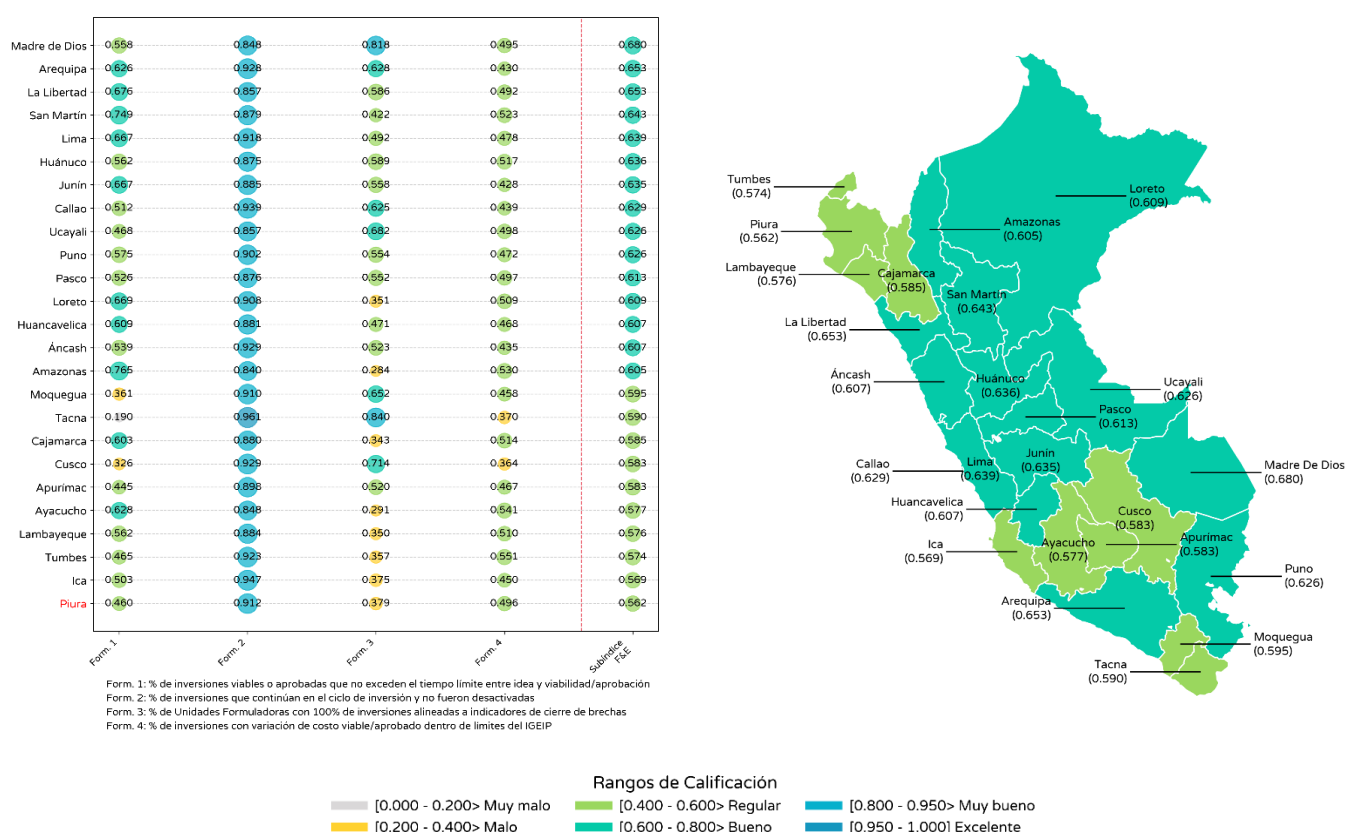 Madre de Dios 0.558 0.848 0.818 0.495 0.680
Arequipa 0.626 0.928 0.628 0.430 0.653
La Libertad 0.676 0.857 0.586 0.492 0.653
San Martín 0.749 0.879 0.422 0.523 0.643
Lima 0.667 0.918 0.492 0.478 0.639
Huánuco 0.562 0.875 0.589 0.517 0.636
Junín 0.667 0.885 0.558 0.428 0.635
Callao 0.512 0.939 0.625 0.439 0.629
Ucayali 0.468 0.857 0.682 0.498 0.626
Puno 0.575 0.902 0.554 0.472 0.626
Pasco 0.526 0.876 0.552 0.497 0.613
Loreto 0.669 0.908 0.351 0.509 0.609
Huancavelica 0.609 0.881 0.471 0.468 0.607
Áncash 0.539 0.929 0.523 0.435 0.607
Amazonas 0.765 0.840 0.284 0.530 0.605
Moquegua 0.361 0.910 0.652 0.458 0.595
Tacna 0.190 0.961 0.840 0.370 0.590
Cajamarca 0.603 0.880 0.343 0.514 0.585
Cusco 0.326 0.929 0.714 0.364 0.583
Apurímac 0.445 0.898 0.520 0.467 0.583
Ayacucho 0.628 0.848 0.291 0.541 0.577
Lambayeque 0.562 0.884 0.350 0.510 0.576
Tumbes 0.465 0.923 0.357 0.551 0.574
Ica 0.503 0.947 0.375 0.450 0.569
Piura 0.460 0.912 0.379 0.496 0.562
Form. 1 Form. 2 Form. 3 Form. 4 Subíndice
F&E
Form. 1: % de inversiones viables o aprobadas que no exceden el tiempo límite entre idea y viabilidad/aprobación
Form. 2: % de inversiones que continúan en el ciclo de inversión y no fueron desactivadas
Form. 3: % de Unidades Formuladoras con 100% de inversiones alineadas a indicadores de cierre de brechas
Form. 4: % de inversiones con variación de costo viable/aprobado dentro de límites del IGEIP
Tumbes
(0.574)
Loreto
(0.609)
Piura
(0.562)
Amazonas
(0.605)
Lambayeque
(0.576)
Cajamarca
(0.585)
San Martín
(0.643)
La Libertad
(0.653)
Áncash
(0.607)
Huánuco
(0.636)
Ucayali
(0.626)
Pasco
(0.613)
Callao
(0.629)
Lima
(0.639)
Junín
(0.635)
Madre De Dios
(0.680)
Huancavelica
(0.607)
Cusco
(0.583)
Ica
(0.569)
Ayacucho
(0.577)
Apurímac
(0.583)
Puno
(0.626)
Arequipa
(0.653)
Moquegua
(0.595)
Tacna
(0.590)
Rangos de Calificación
[0.000 - 0.200> Muy malo [0.400 - 0.600> Regular [0.800 - 0.950> Muy bueno
[0.200 - 0.400> Malo [0.600 - 0.800> Bueno [0.950 - 1.000] Excelente